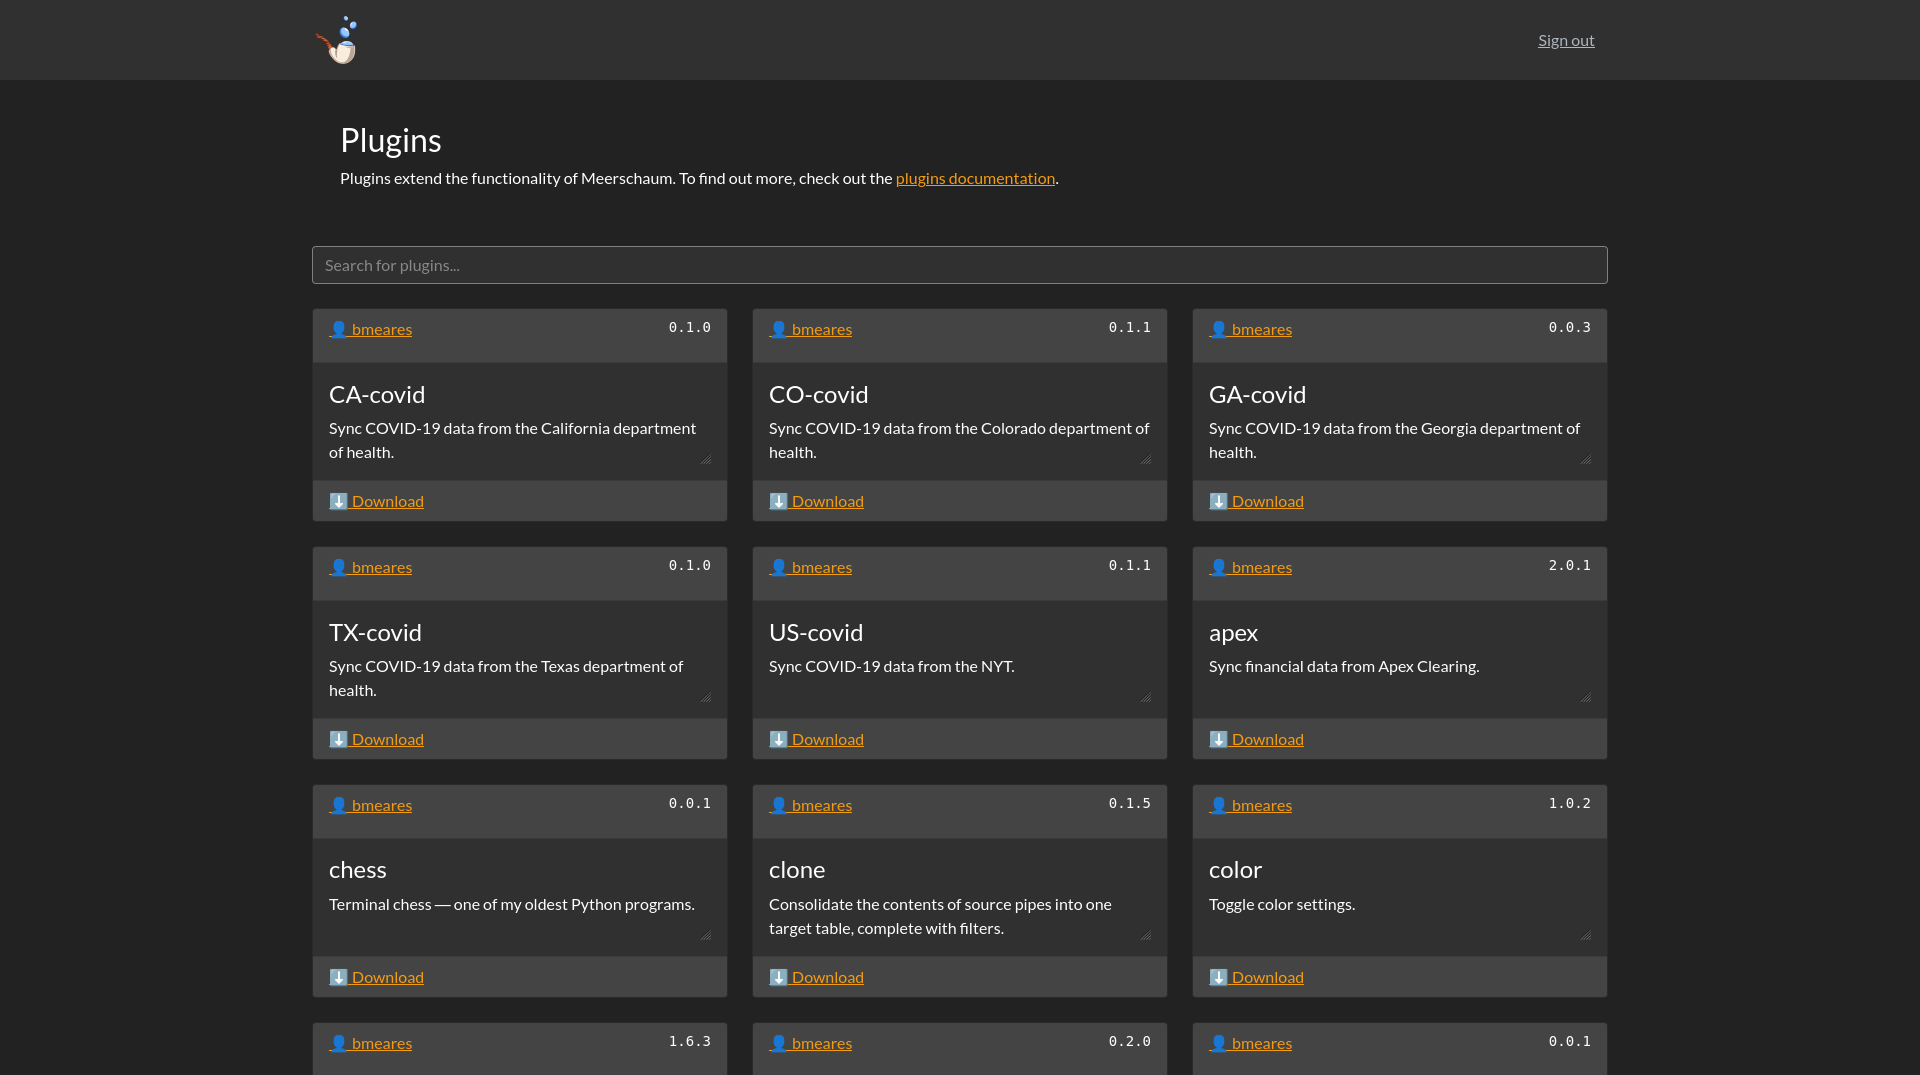 Sign out
Plugins
Plugins extend the functionality of Meerschaum. To find out more, check out the plugins documentation.
Search for plugins...
bmeares 0.1.0
CA-covid
Sync COVID-19 data from the California department
of health.
Download
bmeares 0.1.1
CO-covid
Sync COVID-19 data from the Colorado department of
health.
Download
bmeares 0.0.3
GA-covid
Sync COVID-19 data from the Georgia department of
health.
Download
bmeares 0.1.0
TX-covid
Sync COVID-19 data from the Texas department of
health.
Download
bmeares 0.1.1
US-covid
Sync COVID-19 data from the NYT.
Download
bmeares 2.0.1
apex
Sync financial data from Apex Clearing.
Download
bmeares 0.0.1
chess
Terminal chess — one of my oldest Python programs.
Download
bmeares 0.1.5
clone
Consolidate the contents of source pipes into one
target table, complete with filters.
Download
bmeares 1.0.2
color
Toggle color settings.
Download
bmeares 1.6.3
bmeares 0.2.0
bmeares 0.0.1